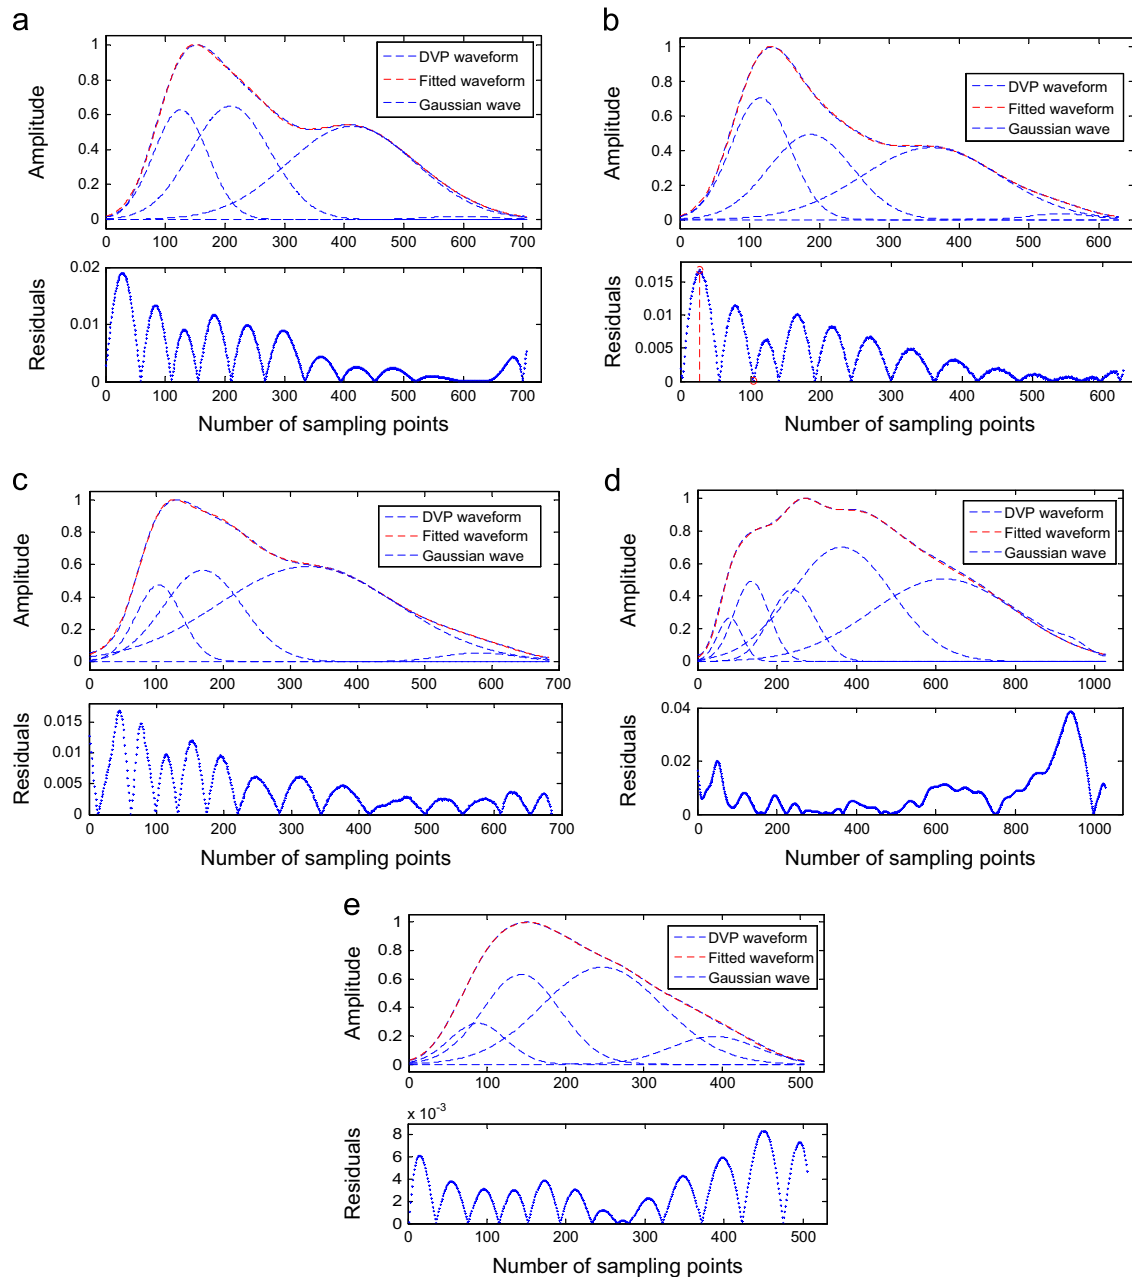 a
Amplitude
1
0.8
0.6
0.4
0.2
0
DVP waveform
Fitted waveform
Gaussian wave
0 100 200 300 400 500 600 700
Residuals
0.02
0.01
0
0 100 200 300 400 500 600 700
Number of sampling points
b
Amplitude
1
0.8
0.6
0.4
0.2
0
DVP waveform
Fitted waveform
Gaussian wave
0 100 200 300 400 500 600
Residuals
0.015
0.01
0.005
0
0 100 200 300 400 500 600
Number of sampling points
c
Amplitude
1
0.8
0.6
0.4
0.2
0
DVP waveform
Fitted waveform
Gaussian wave
0 100 200 300 400 500 600 700
Residuals
0.015
0.01
0.005
0
0 100 200 300 400 500 600 700
Number of sampling points
d
Amplitude
1
0.8
0.6
0.4
0.2
0
DVP waveform
Fitted waveform
Gaussian wave
0 200 400 600 800 1000
Residuals
0.04
0.02
0
0 200 400 600 800 1000
Number of sampling points
e
Amplitude
1
0.8
0.6
0.4
0.2
0
DVP waveform
Fitted waveform
Gaussian wave
0 100 200 300 400 500
x 10-3
Residuals
8
6
4
2
0
0 100 200 300 400 500
Number of sampling points